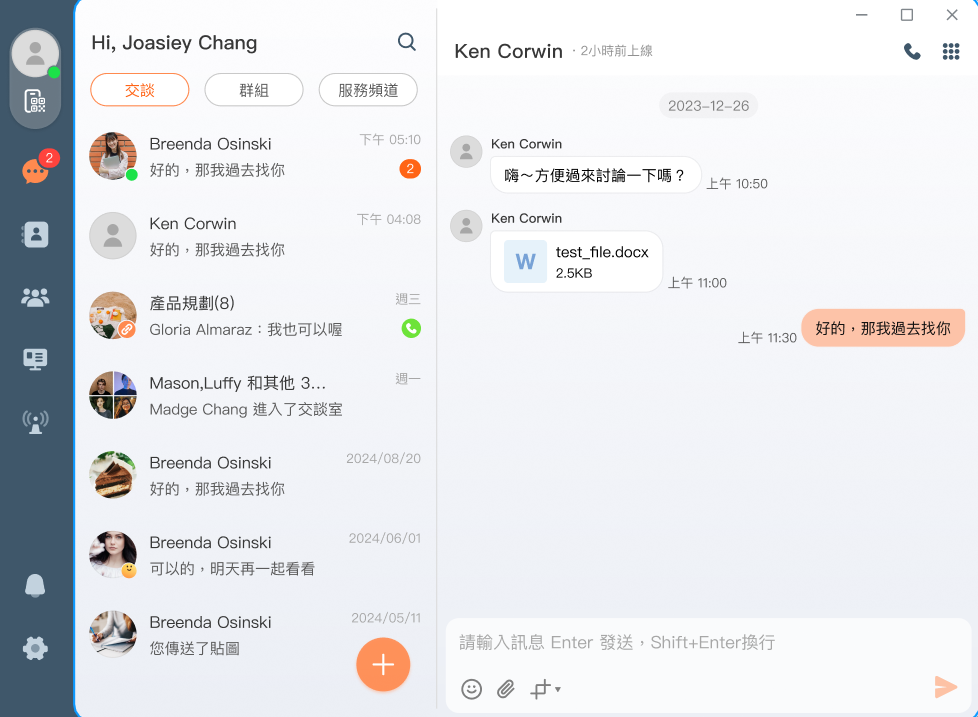 2
Hi, Joasiey Chang
交談
群組
服務頻道
Breenda Osinski
下午 05:10
好的，那我過去找你
2
Ken Corwin
下午 04:08
好的，那我過去找你
產品規劃(8)
週三
Gloria Almaraz：我也可以喔
Mason,Luffy 和其他 3...
週一
Madge Chang 進入了交談室
Breenda Osinski
2024/08/20
好的，那我過去找你
Breenda Osinski
2024/06/01
可以的，明天再一起看看
Breenda Osinski
2024/05/11
您傳送了貼圖
Ken Corwin
· 2小時前上線
2023-12-26
Ken Corwin
嗨～方便過來討論一下嗎？
上午 10:50
Ken Corwin
W
test_file.docx
2.5KB
上午 11:00
上午 11:30
好的，那我過去找你
請輸入訊息 Enter 發送，Shift+Enter換行